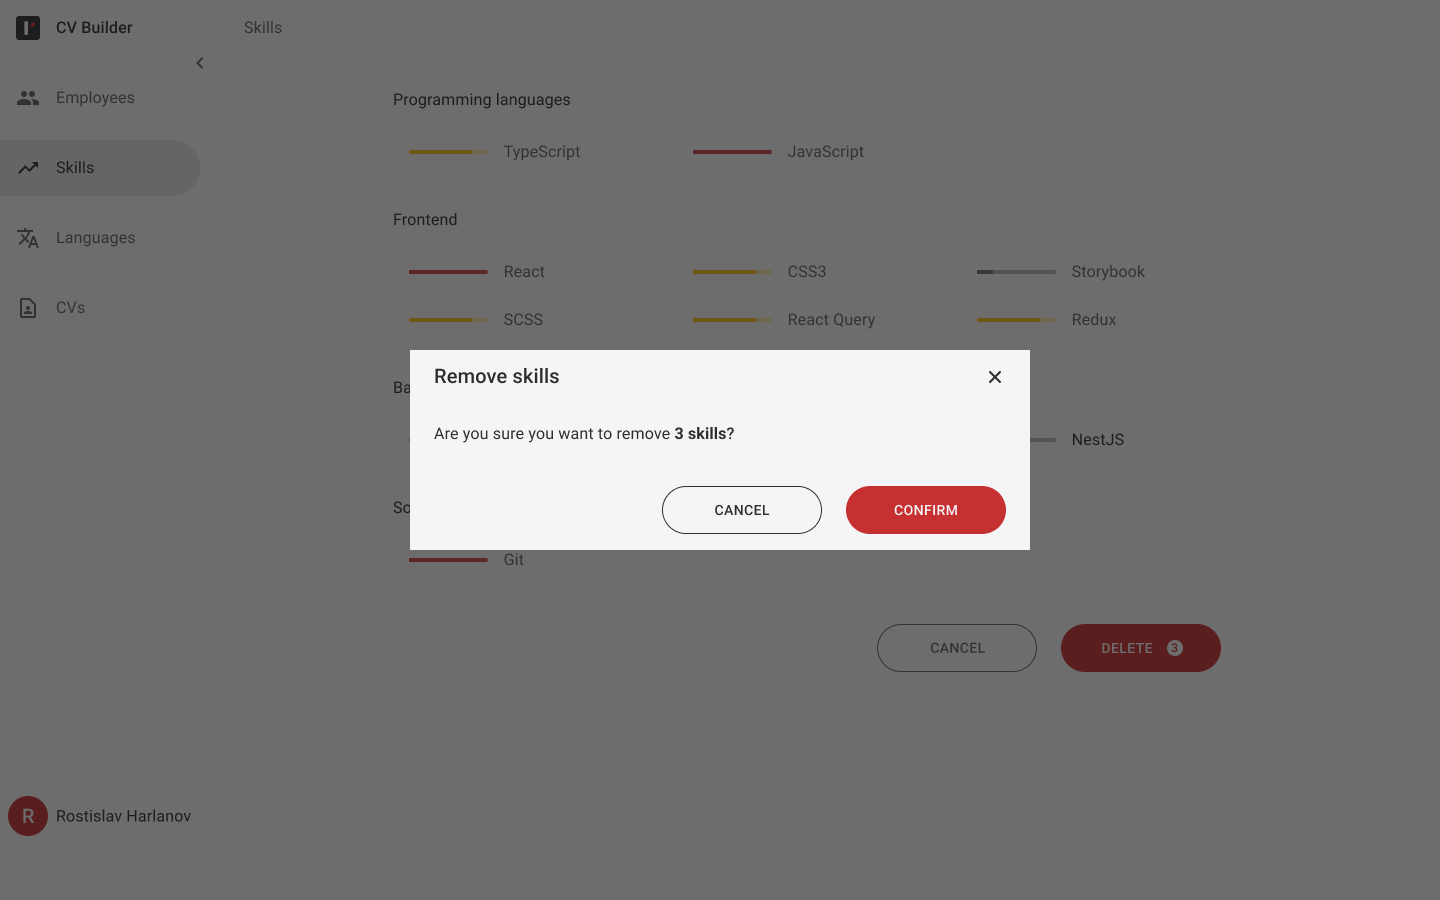 CV Builder
Skills
Employees
Skills
Languages
CVs
Programming languages
TypeScript
JavaScript
Frontend
React
CSS3
Storybook
SCSS
React Query
Redux
Ba
NestJS
So
Git
Remove skills
Are you sure you want to remove 3 skills?
CANCEL
CONFIRM
CANCEL
DELETE 3
R
Rostislav Harlanov